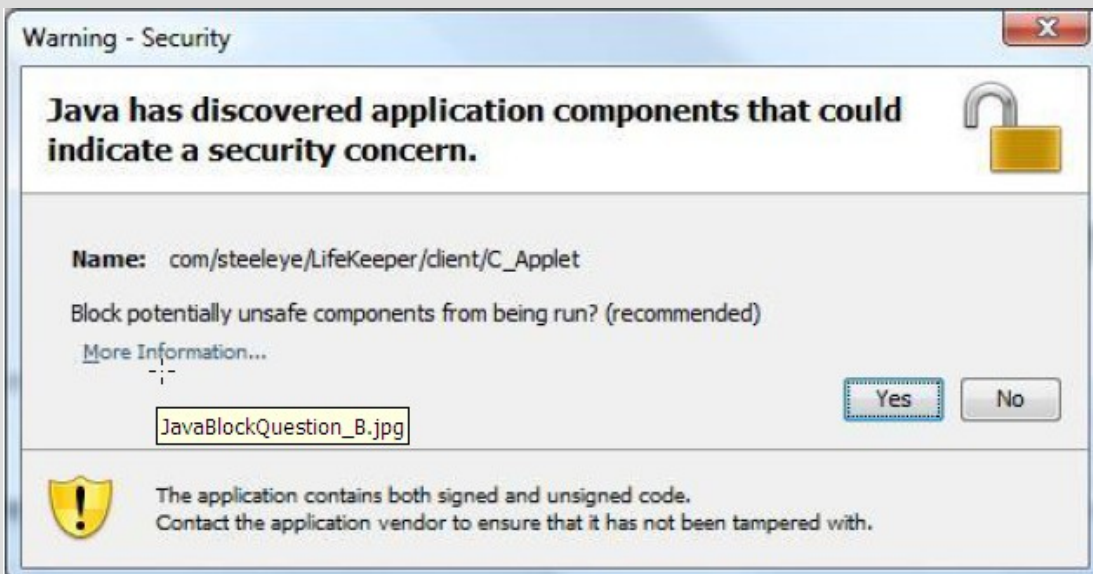 Warning - Security
Java has discovered application components that could
indicate a security concern.
Name: com/steeleye/LifeKeeper/client/C_Applet
Block potentially unsafe components from being run? (recommended)
More Information...
Yes No
JavaBlockQuestion_B.jpg
The application contains both signed and unsigned code.
Contact the application vendor to ensure that it has not been tampered with.